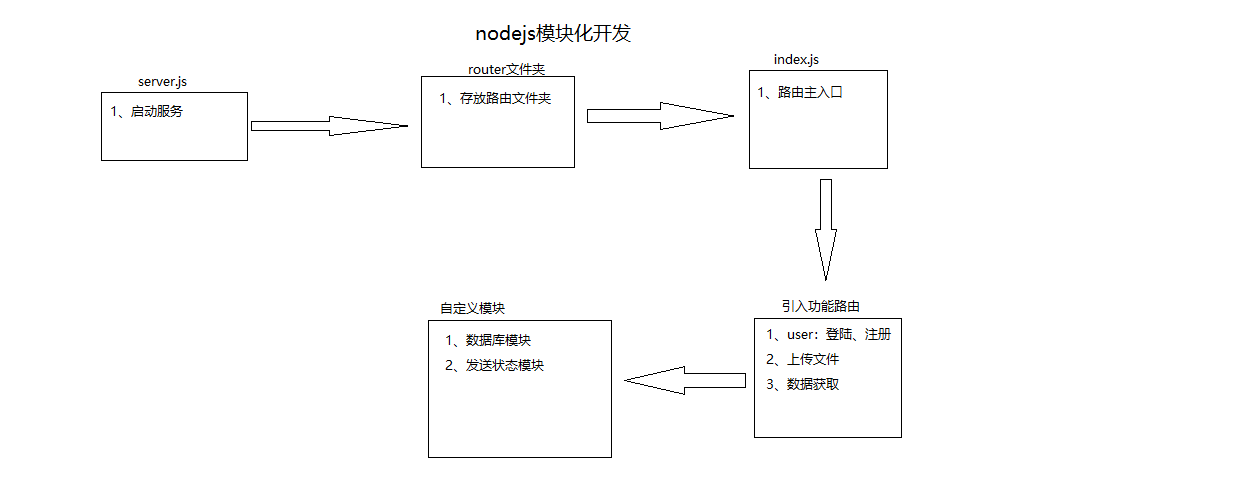 nodejs模块化开发
server.js
1、启动服务
router文件夹
1、存放路由文件夹
index.js
1、路由主入口
引入功能路由
1、user：登陆、注册
2、上传文件
3、数据获取
自定义模块
1、数据库模块
2、发送状态模块